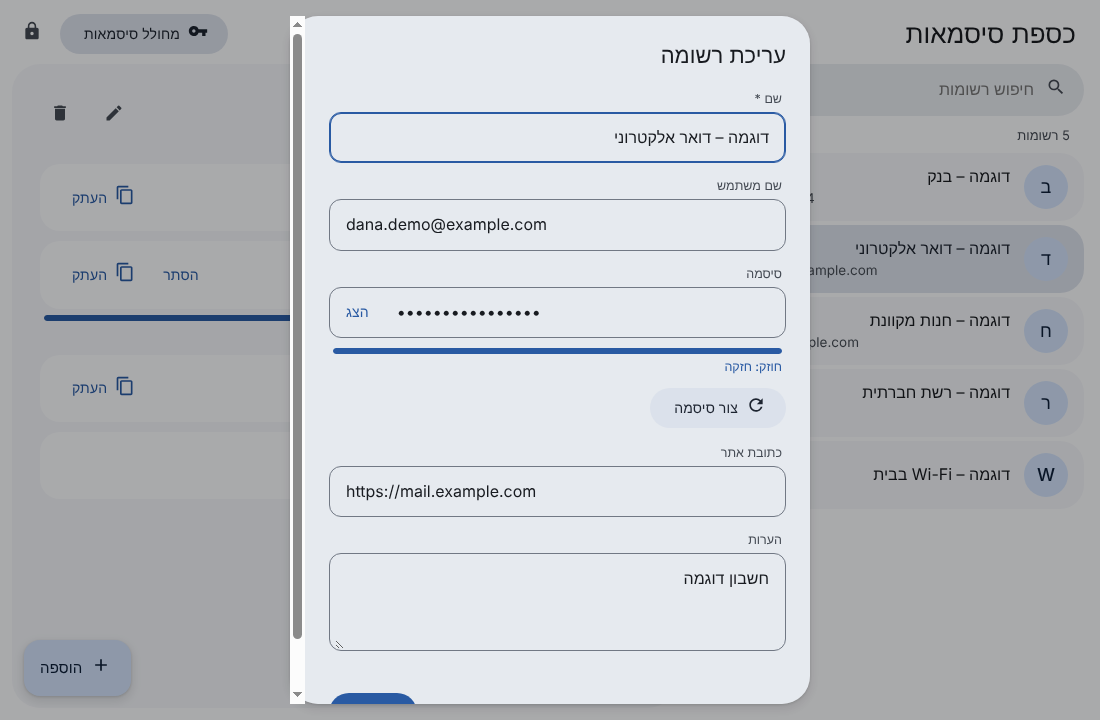 כספת סיסמאות
מחולל סיסמאות
חיפוש רשומות
5 רשומות
דוגמה – בנק
4
דוגמה – דואר אלקטרוני
ample.com
דוגמה – חנות מקוונת
ple.com
דוגמה – רשת חברתית
דוגמה – Wi-Fi בבית
ב
ד
ח
ר
W
עריכת רשומה
שם *
דוגמה – דואר אלקטרוני
שם משתמש
dana.demo@example.com
סיסמה
••••••••••••••••
הצג
חוזק: חזקה
צור סיסמה
כתובת אתר
https://mail.example.com
הערות
חשבון דוגמה
העתק
הסתר
העתק
העתק
הוספה